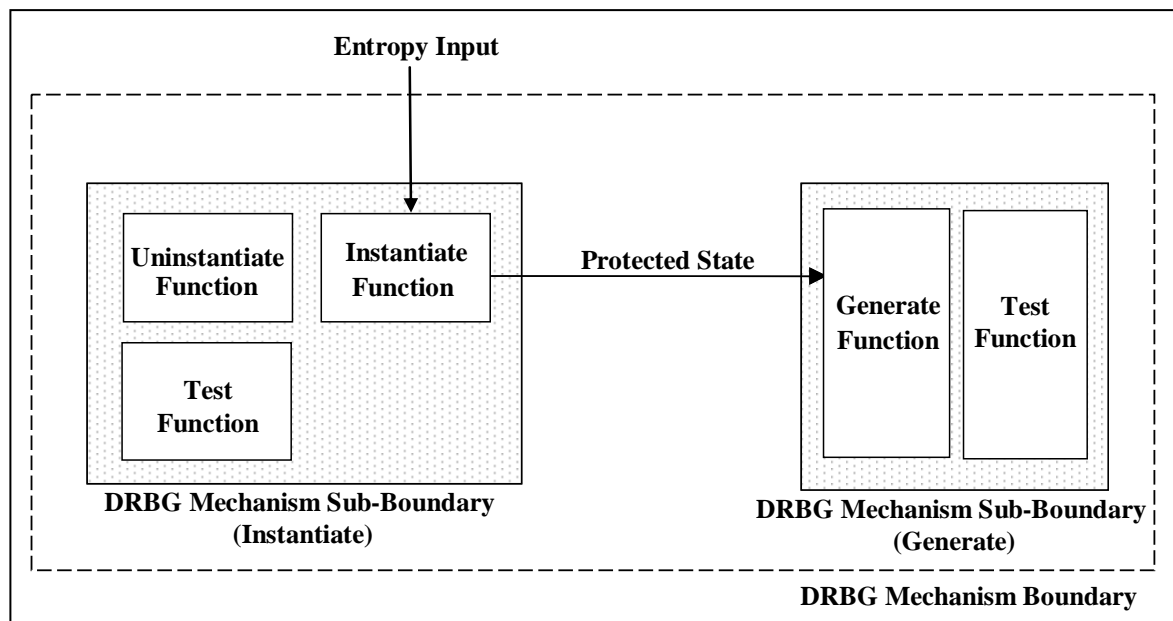 Entropy Input
Uninstantiate
Function
Instantiate
Function
Test
Function
Protected State
Generate
Function
Test
Function
DRBG Mechanism Sub-Boundary
(Instantiate)
DRBG Mechanism Sub-Boundary
(Generate)
DRBG Mechanism Boundary